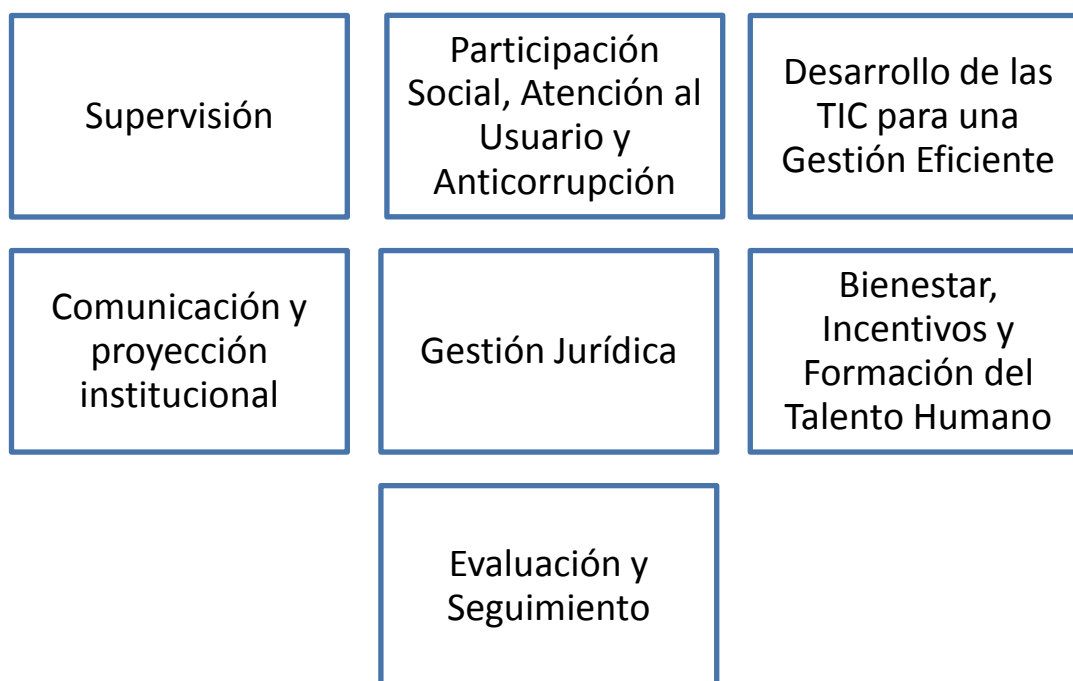 Supervisión
Participación
Social, Atención al
Usuario y
Anticorrupción
Desarrollo de las
TIC para una
Gestión Eficiente
Comunicación y
proyección
institucional
Gestión Jurídica
Bienestar,
Incentivos y
Formación del
Talento Humano
Evaluación y
Seguimiento